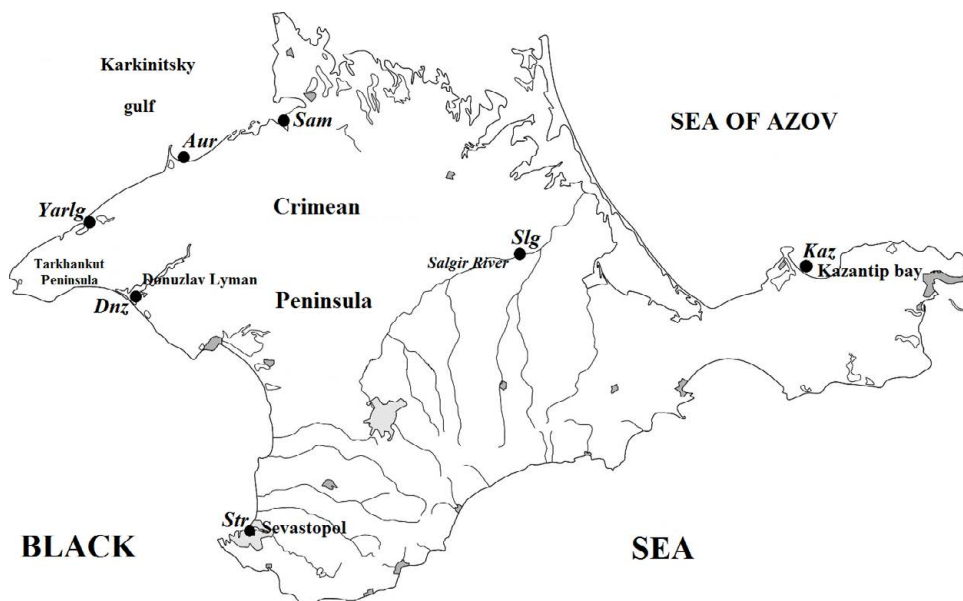 Karkinitsky
gulf
Sam
SEA OF AZOV
Aur
Yarlg
Crimean
Slg
Kaz
Salgir River
Tarkhankut
Peninsula
Donuzlav Lyman
Kazantip bay
Dnz
Peninsula
Str
Sevastopol
BLACK
SEA